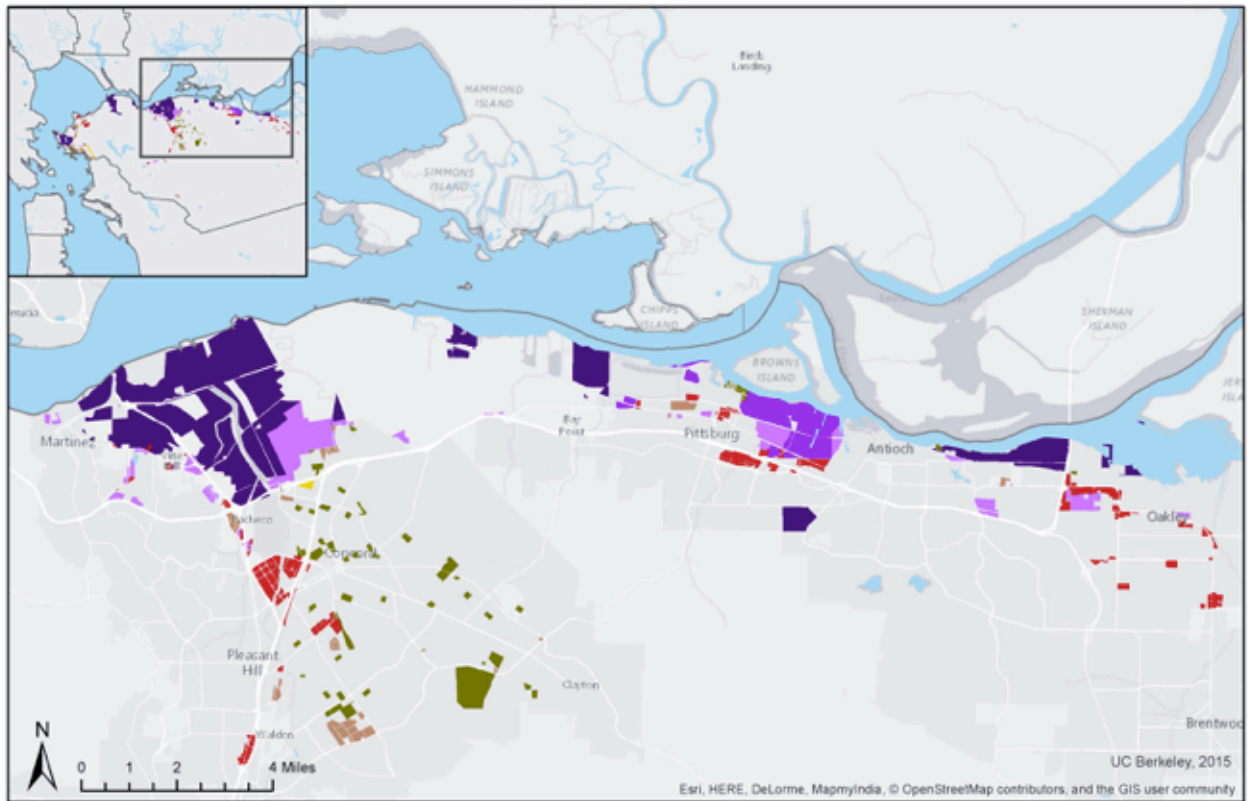 Birds
Landing
HAMMOND
ISLAND
SIMMONS
ISLAND
CHIPPS
ISLAND
SHERMAN
ISLAND
BROWNS
ISLAND
Martinez
Bay
Point
Pittsburg
Antioch
Oakley
Pacheco
Concord
Pleasant
Hill
Clayton
Waldon
Brentwoo
N
0 1 2 4 Miles
UC Berkeley, 2015
Esri, HERE, DeLorme, MapmyIndia, © OpenStreetMap contributors, and the GIS user community